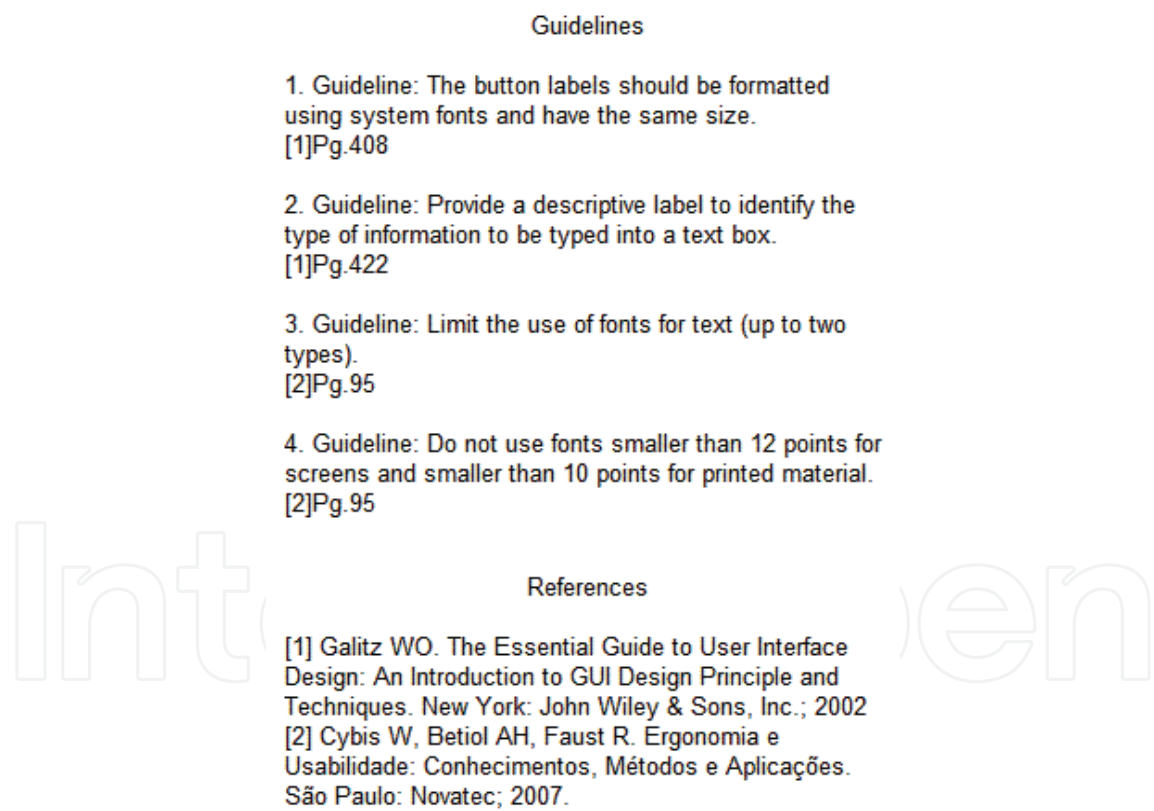 Guidelines
1. Guideline: The button labels should be formatted
using system fonts and have the same size.
[1]Pg.408
2. Guideline: Provide a descriptive label to identify the
type of information to be typed into a text box.
[1]Pg.422
3. Guideline: Limit the use of fonts for text (up to two
types).
[2]Pg.95
4. Guideline: Do not use fonts smaller than 12 points for
screens and smaller than 10 points for printed material.
[2]Pg.95
References
[1] Galitz WO. The Essential Guide to User Interface
Design: An Introduction to GUI Design Principle and
Techniques. New York: John Wiley & Sons, Inc.; 2002
[2] Cybis W, Betiol AH, Faust R. Ergonomia e
Usabilidade: Conhecimentos, Métodos e Aplicações.
São Paulo: Novatec; 2007.